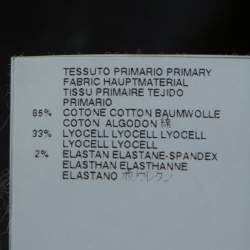 TESSUTO PRIMARIO PRIMARY
FABRIC HAUPTMATERIAL
TISSU PRIMAIRE TEJIDO
PRIMARIO
65% COTONE COTTON BAUMWOLLE
COTON ALGODON 綿
33% LYOCELL LYOCELL LYOCELL
LYOCELL LYOCELL
2% ELASTAN ELASTANE-SPANDEX
ELASTHAN ELASTHANNE
ELASTANO ポリウレタン